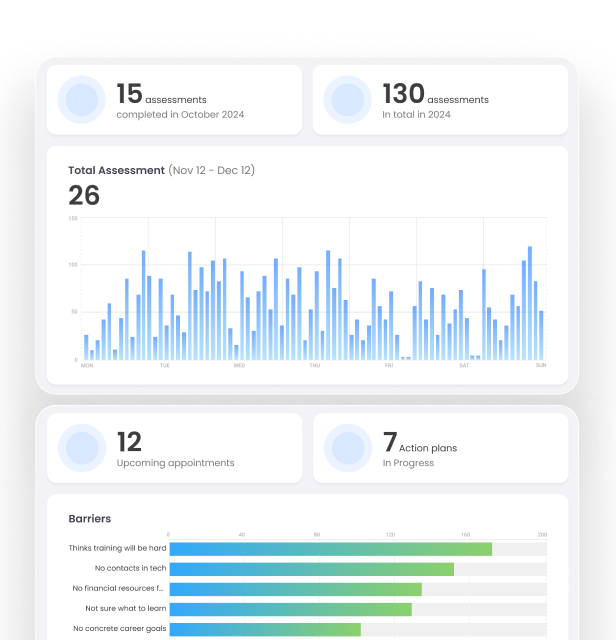 15 assessments
completed in October 2024
130 assessments
In total in 2024
Total Assessment (Nov 12 - Dec 12)
26
150
100
50
0
MON TUE WED THU FRI SAT SUN
12
Upcoming appointments
7 Action plans
In Progress
Barriers
0 40 80 120 160 200
Thinks training will be hard
No contacts in tech
No financial resources f...
Not sure what to learn
No concrete career goals